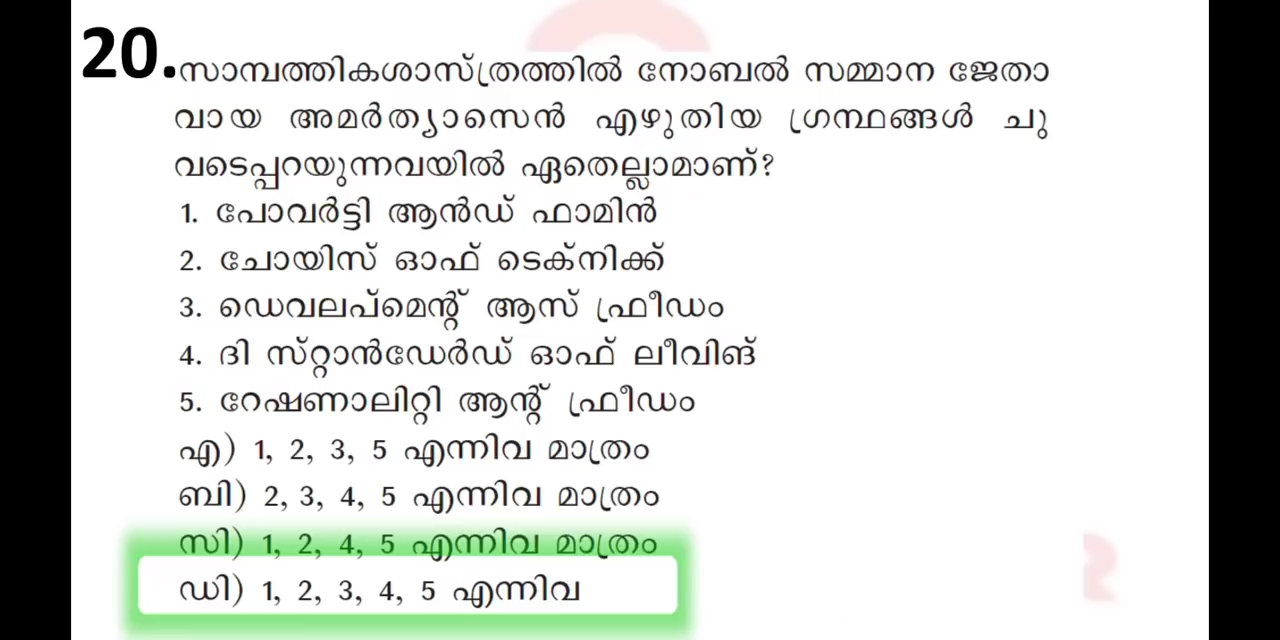 20.സാമ്പത്തികശാസ്ത്രത്തിൽ നോബൽ സമ്മാന ജേതാ
വായ അമർത്യാസെൻ എഴുതിയ ഗ്രന്ഥങ്ങൾ ചു
വടെപ്പറയുന്നവയിൽ ഏതെല്ലാമാണ്?
1. പോവർട്ടി ആൻഡ് ഫാമിൻ
2. ചോയിസ് ഓഫ് ടെക്നിക്ക്
3. ഡെവലപ്മെന്റ് ആസ് ഫ്രീഡം
4. ദി സ്റ്റാൻഡേർഡ് ഓഫ് ലീവിങ്
5. റേഷണാലിറ്റി ആന്റ് ഫ്രീഡം
എ) 1, 2, 3, 5 എന്നിവ മാത്രം
ബി) 2, 3, 4, 5 എന്നിവ മാത്രം
സി) 1, 2, 4, 5 എന്നിവ മാത്രം
ഡി) 1, 2, 3, 4, 5 എന്നിവ